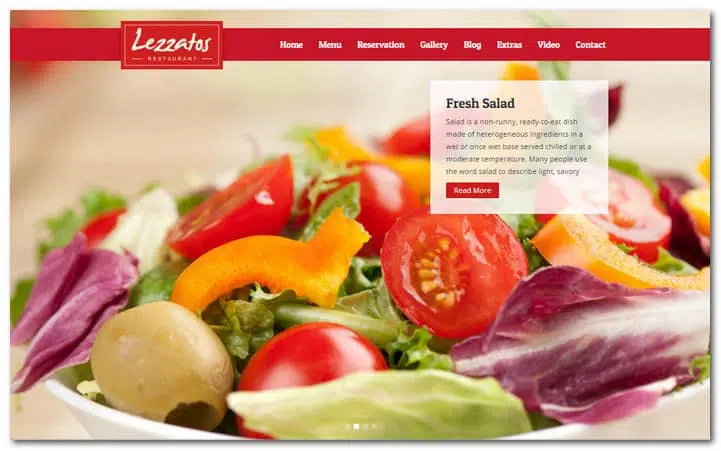 Lezzatos
RESTAURANT
Home Menu Reservation Gallery Blog Extras Video Contact
Fresh Salad
Salad is a non-runny, ready-to-eat dish
made of heterogeneous ingredients in a
wet or once wet base served chilled or at a
moderate temperature. Many people use
the word salad to describe light, savory
Read More